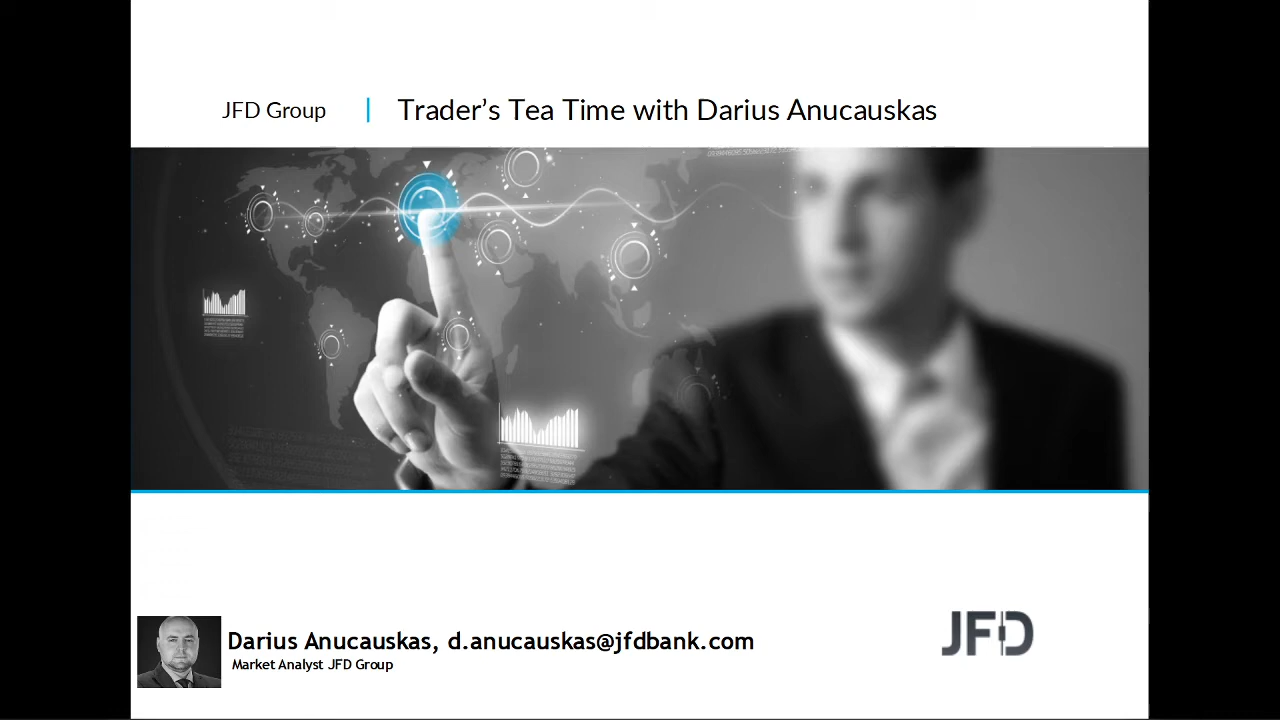 JFD Group | Trader's Tea Time with Darius Anucauskas
Darius Anucauskas, d.anucauskas@jfdbank.com
Market Analyst JFD Group
JFD